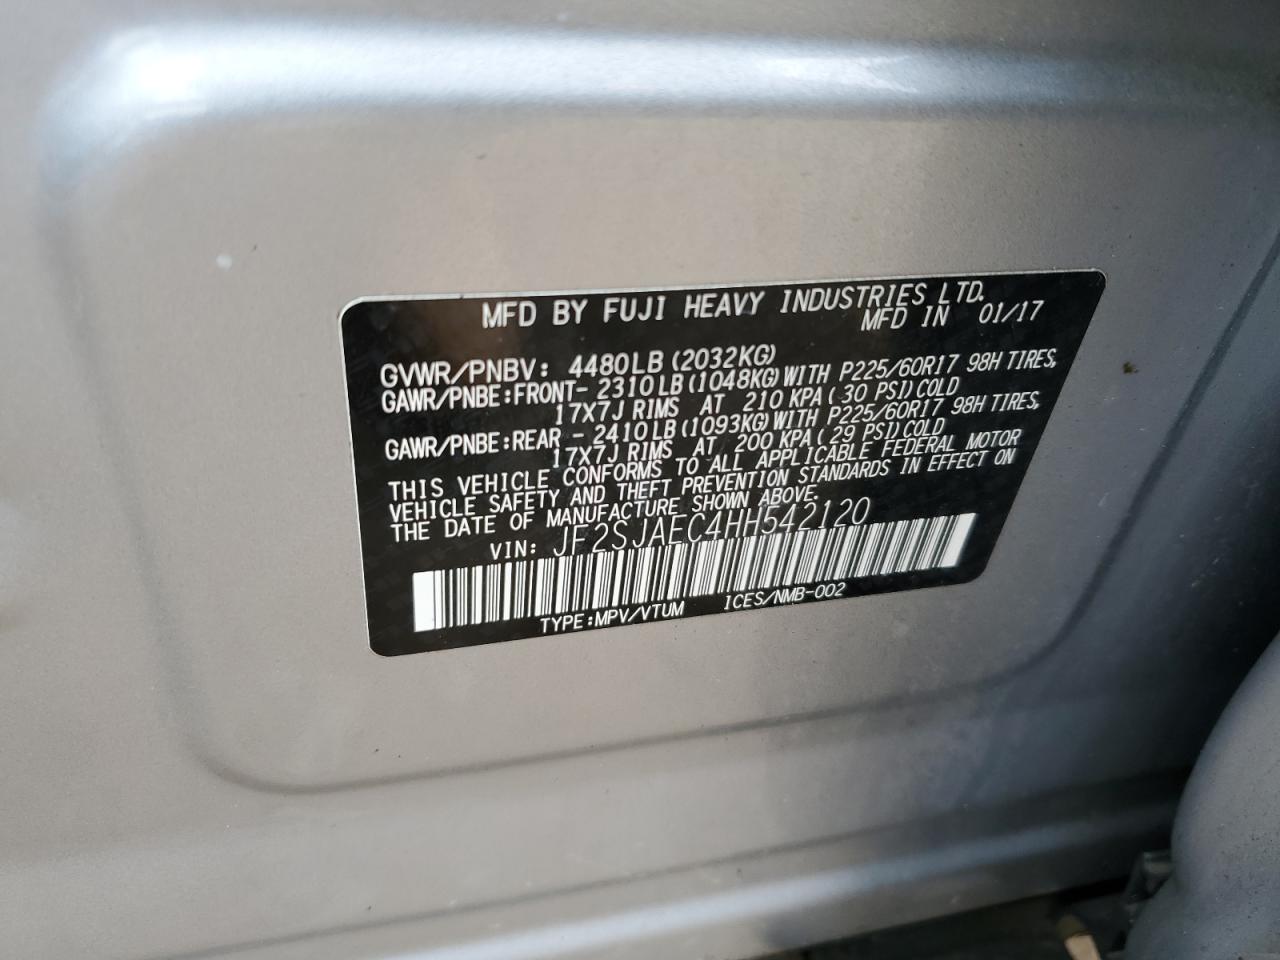 MFD BY FUJI HEAVY INDUSTRIES LTD.
MFD IN 01/17
GVWR/PNBV: 4480LB (2032KG)
GAWR/PNBE:FRONT- 2310LB (1048KG) WITH P225/60R17 98H TIRES,
17X7J RIMS AT 210 KPA ( 30 PSI) COLD
GAWR/PNBE:REAR - 2410LB (1093KG) WITH P225/60R17 98H TIRES,
17X7J RIMS AT 200 KPA ( 29 PSI) COLD
THIS VEHICLE CONFORMS TO ALL APPLICABLE FEDERAL MOTOR
VEHICLE SAFETY AND THEFT PREVENTION STANDARDS IN EFFECT ON
THE DATE OF MANUFACTURE SHOWN ABOVE.
VIN: JF2SJAEC4HH542120
TYPE:MPV/VTUM ICES/NMB-002